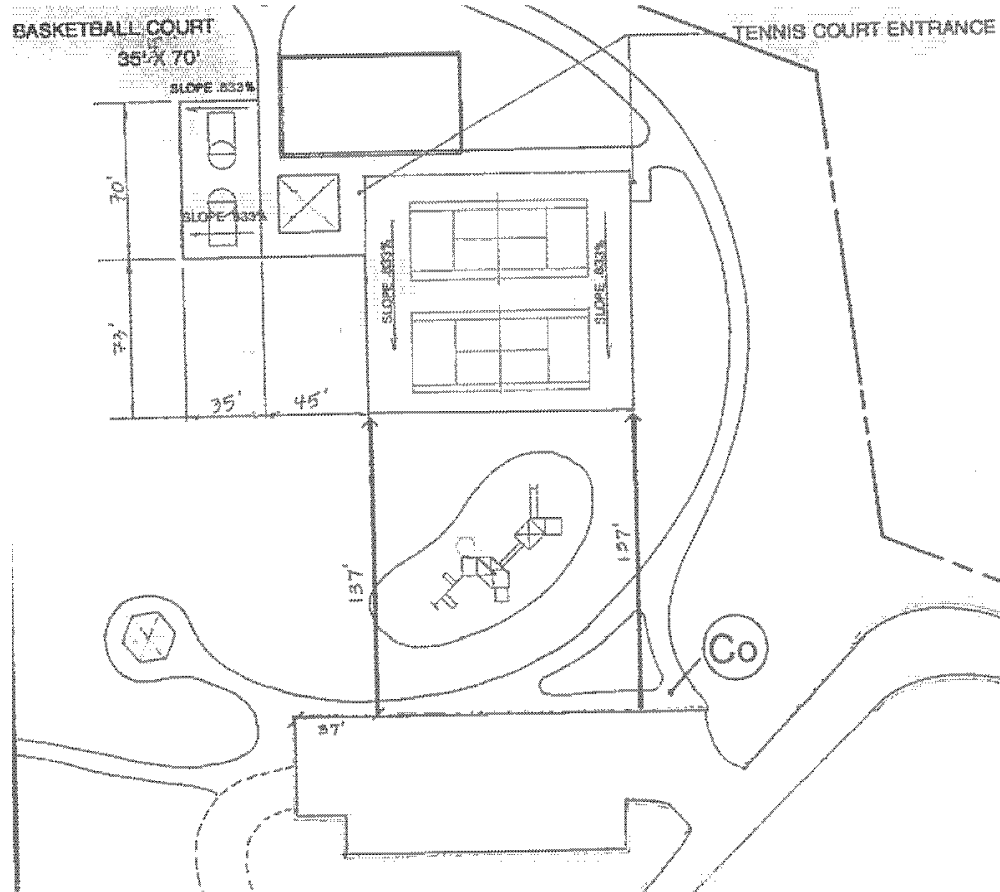 BASKETBALL COURT
35' X 70'
TENNIS COURT ENTRANCE
SLOPE .833%
70'
SLOPE .833%
SLOPE .833%
SLOPE .833%
73'
35'
45'
137'
137'
Co
37'